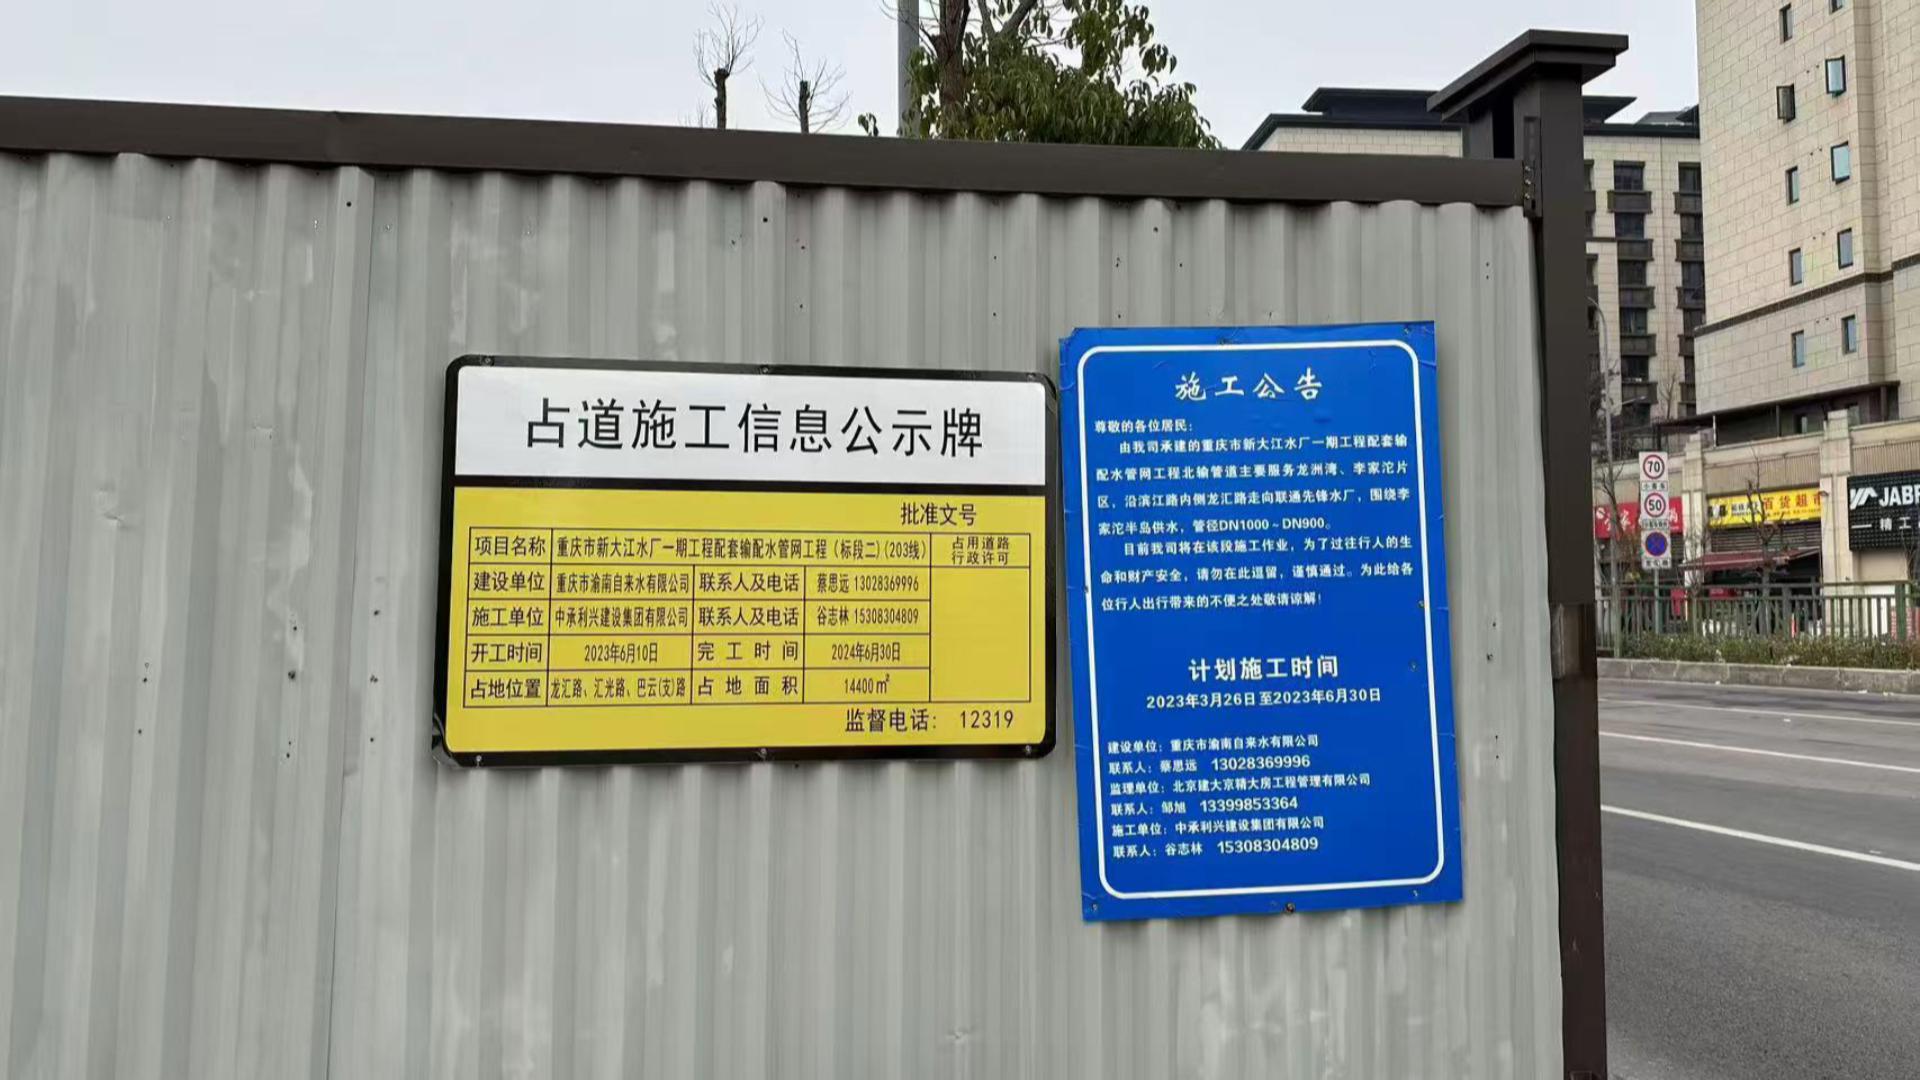 占道施工信息公示牌
批准文号
项目名称 重庆市新大江水厂一期工程配套输配水管网工程（标段二）(203线) 占用道路行政许可
建设单位 重庆市渝南自来水有限公司 联系人及电话 蔡思远 13028369996
施工单位 中承利兴建设集团有限公司 联系人及电话 谷志林 15308304809
开工时间 2023年6月10日 完工时间 2024年6月30日
占地位置 龙汇路、汇光路、巴云(支)路 占地面积 14400㎡
监督电话: 12319
施工公告
尊敬的各位居民:
由我司承建的重庆市新大江水厂一期工程配套输
配水管网工程北输管道主要服务龙洲湾、李家沱片
区，沿滨江路内侧龙汇路走向联通先锋水厂，围绕李
家沱半岛供水，管径DN1000~DN900。
目前我司将在该段施工作业，为了过往行人的生
命和财产安全，请勿在此逗留，谨慎通过。为此给各
位行人出行带来的不便之处敬请谅解！
计划施工时间
2023年3月26日至2023年6月30日
建设单位：重庆市渝南自来水有限公司
联系人：蔡思远 13028369996
监理单位：北京建大京精大房工程管理有限公司
联系人：邹旭 13399853364
施工单位：中承利兴建设集团有限公司
联系人：谷志林 15308304809
70
50
百货超市
JABE
精工